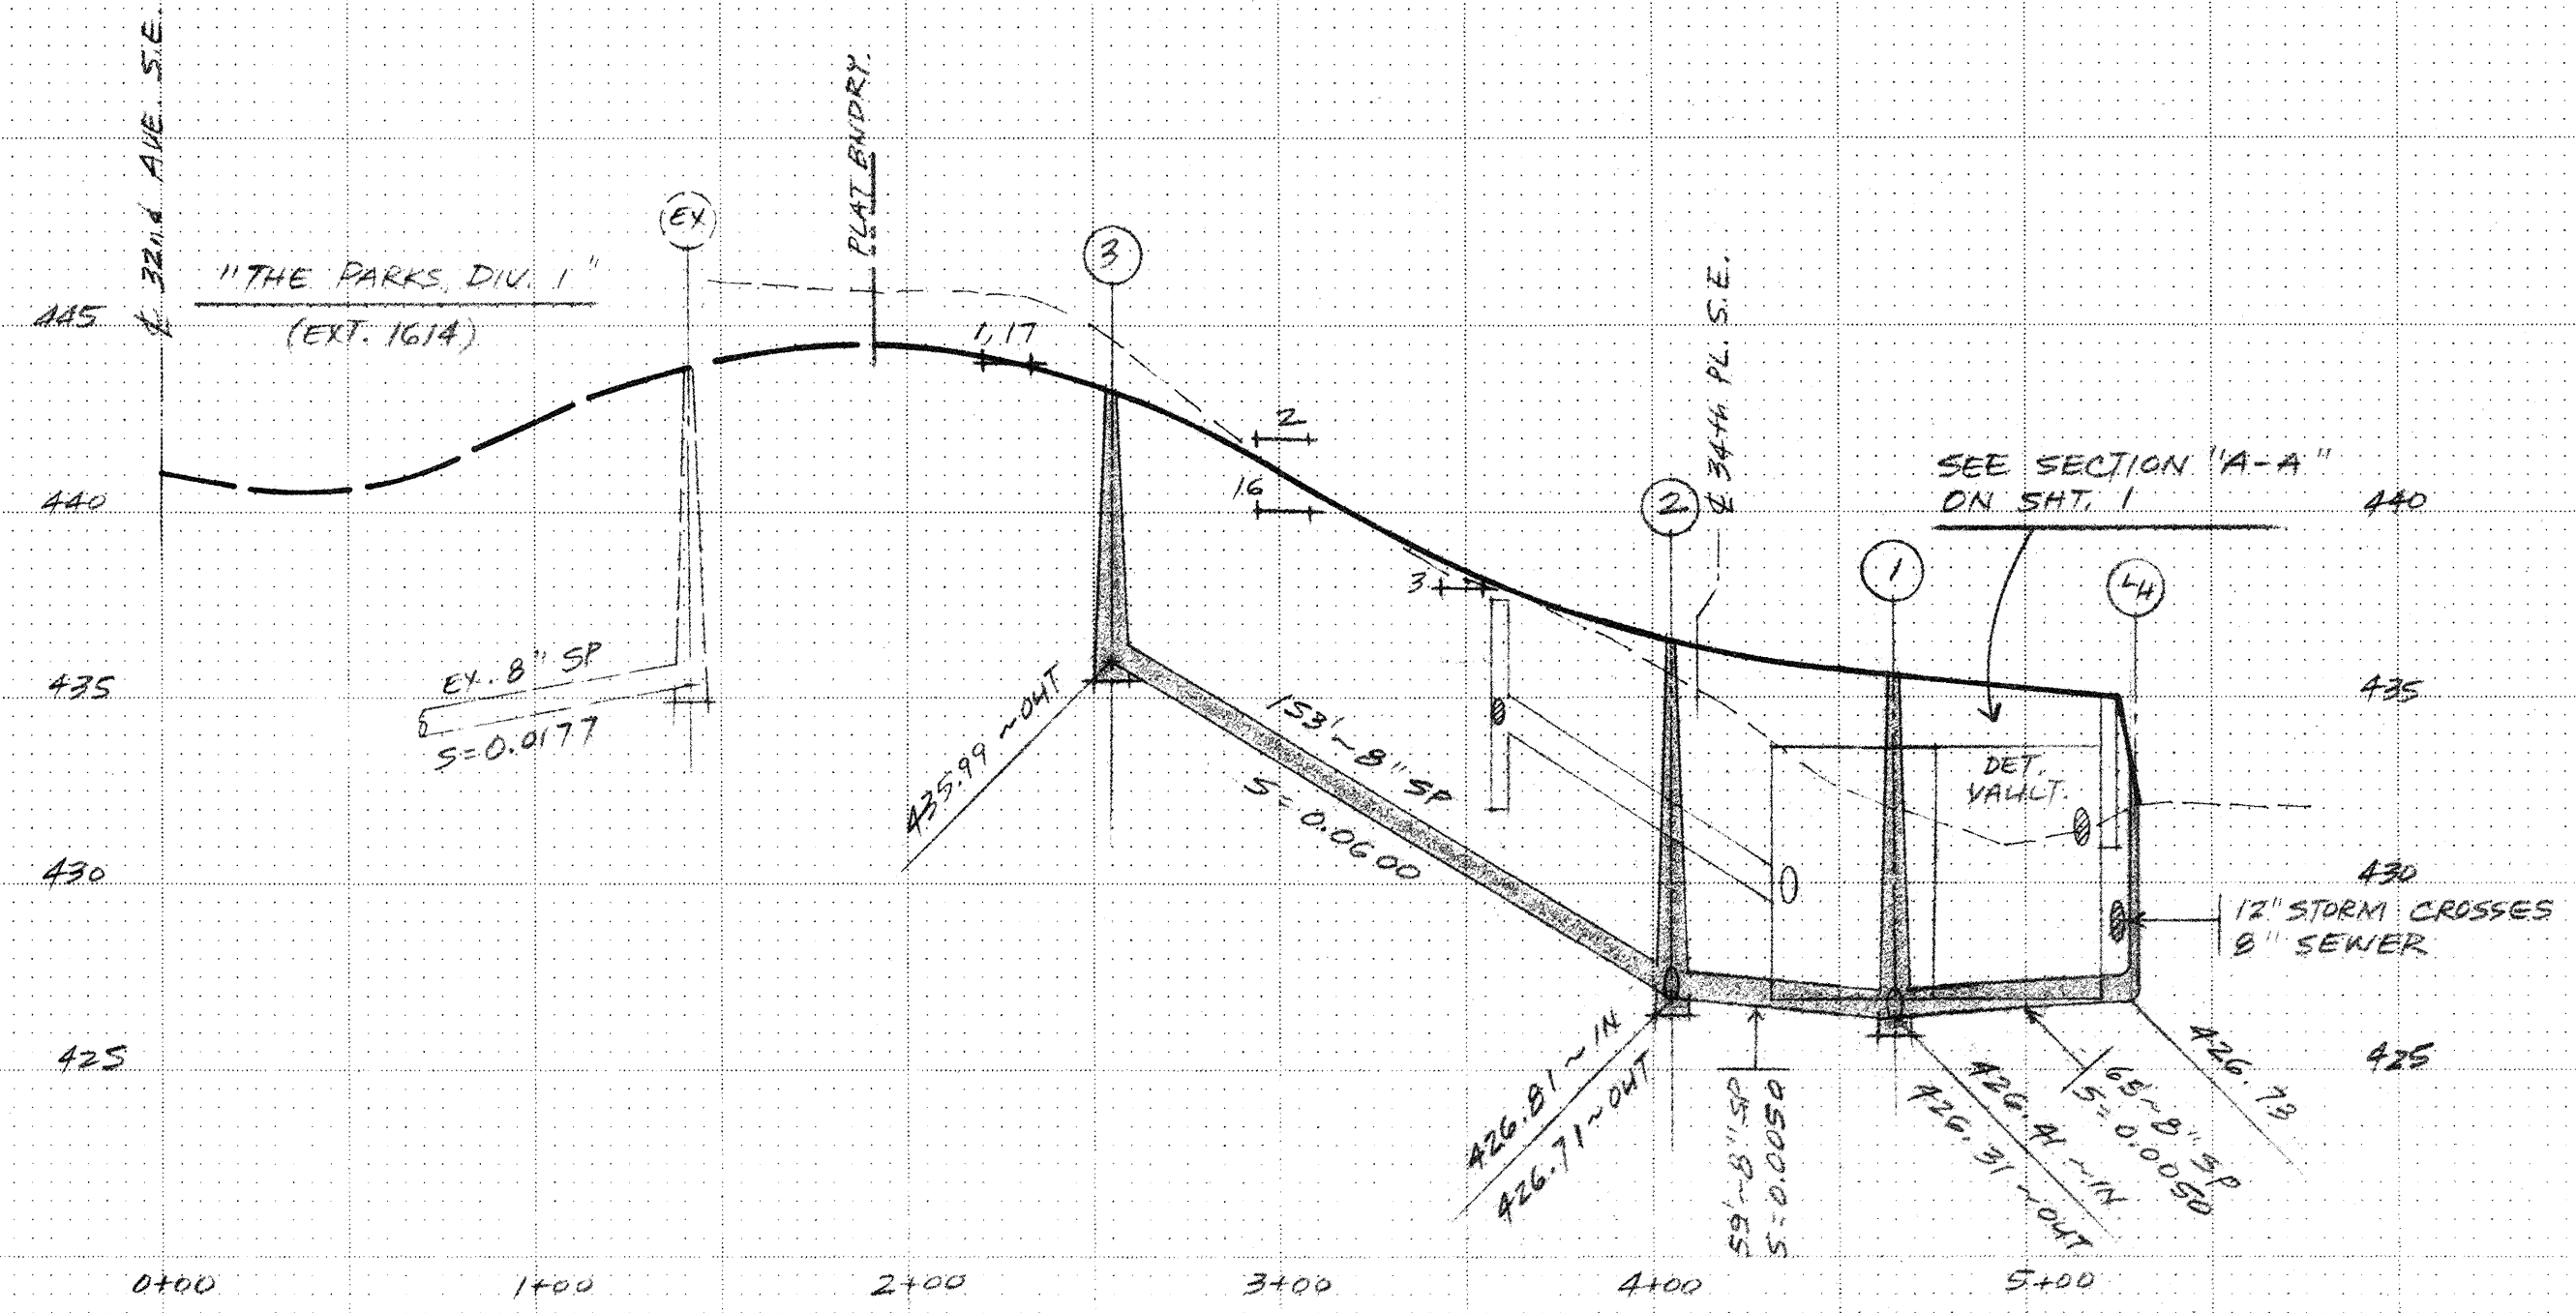 ℄ 32nd AVE. S.E.
"THE PARKS, DIV. 1"
(EXT. 1614)
EX
PLAT BNDRY.
3
1,17
2
16
3
2
℄ 34th PL. S.E.
1
SEE SECTION "A-A"
ON SHT. 1
LH
445
440
435
430
425
440
435
430
425
EX. 8" SP
S=0.0177
435.99 ~OUT
153'~8" SP
S=0.0600
DET.
VAULT.
12" STORM CROSSES
8" SEWER
426.81~IN
426.71~OUT
59'~8" SP
S=0.0050
426.41~IN
426.31~OUT
65~8" SP
S=0.0050
426.73
0+00
1+00
2+00
3+00
4+00
5+00